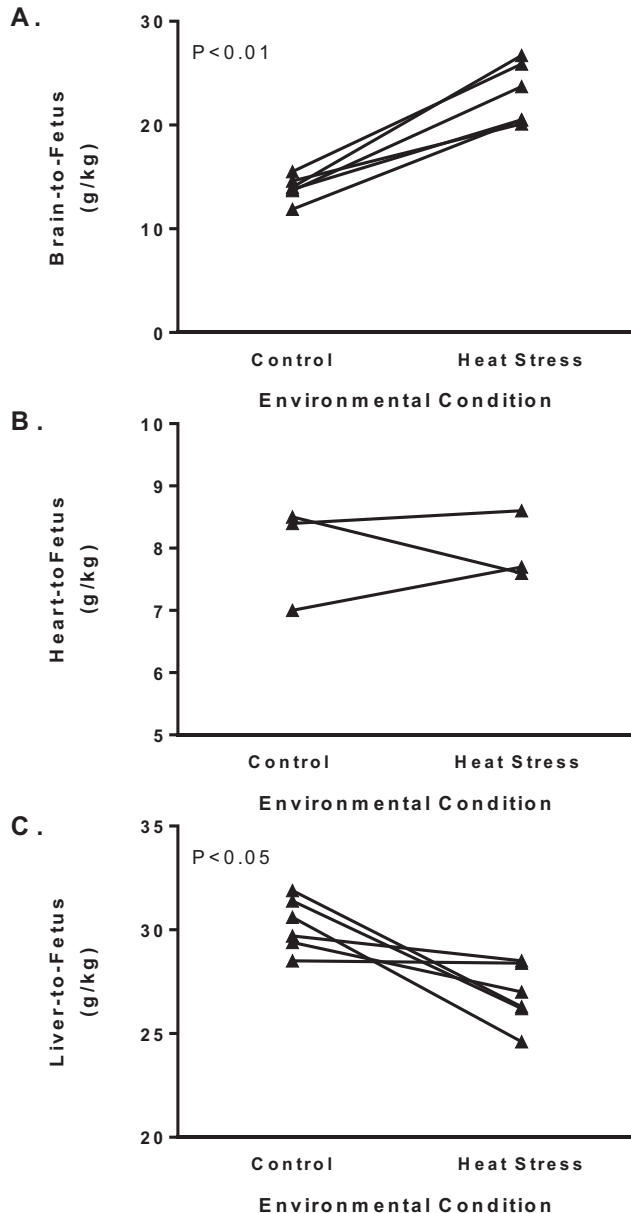 A.
30
P<0.01
20
10
0
Brain-to-Fetus
(g/kg)
Control Heat Stress
Environmental Condition
B.
10
9
8
7
6
5
Heart-toFetus
(g/kg)
Control Heat Stress
Environmental Condition
C.
35
P<0.05
30
25
20
Liver-to-Fetus
(g/kg)
Control Heat Stress
Environmental Condition